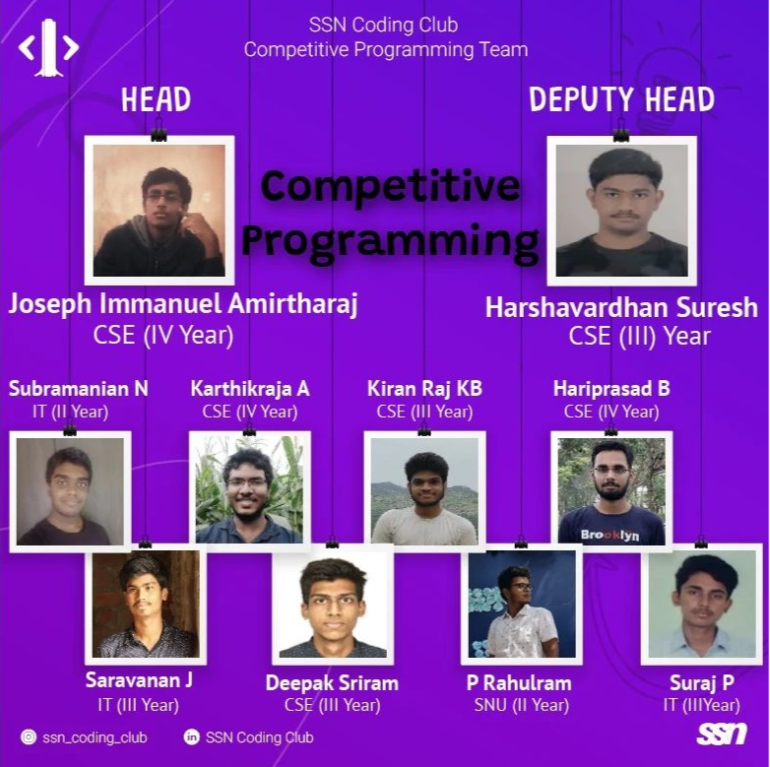 SSN Coding Club
Competitive Programming Team
HEAD
DEPUTY HEAD
Competitive
Programming
Joseph Immanuel Amirtharaj
CSE (IV Year)
Harshavardhan Suresh
CSE (III) Year
Subramanian N
IT (II Year)
Karthikraja A
CSE (IV Year)
Kiran Raj KB
CSE (III Year)
Hariprasad B
CSE (IV Year)
Brooklyn
Saravanan J
IT (III Year)
Deepak Sriram
CSE (III Year)
P Rahulram
SNU (II Year)
Suraj P
IT (IIIYear)
ssn_coding_club
in SSN Coding Club
ssn